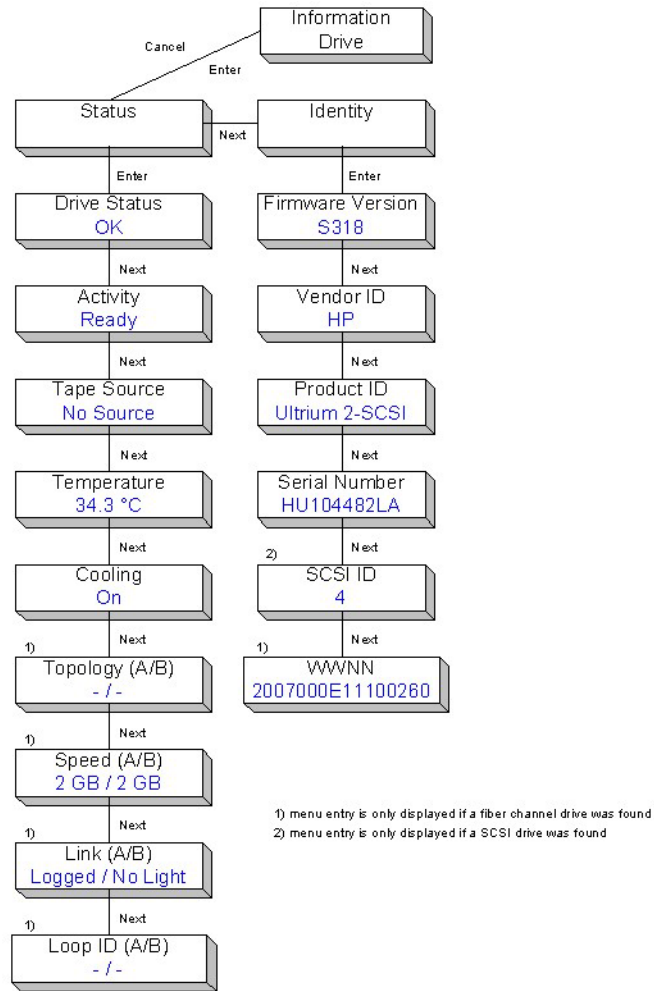 Information
Drive
Cancel
Enter
Status
Next
Identity
Enter
Enter
Drive Status
OK
Firmware Version
S318
Next
Next
Activity
Ready
Vendor ID
HP
Next
Next
Tape Source
No Source
Product ID
Ultrium 2-SCSI
Next
Next
Temperature
34.3 °C
Serial Number
HU104482LA
Next
Next
Cooling
On
2)
SCSI ID
4
Next
Next
1)
Topology (A/B)
- / -
1)
WWNN
2007000E11100260
Next
1)
Speed (A/B)
2 GB / 2 GB
Next
1)
Link (A/B)
Logged / No Light
Next
1)
Loop ID (A/B)
- / -
1) menu entry is only displayed if a fiber channel drive was found
2) menu entry is only displayed if a SCSI drive was found